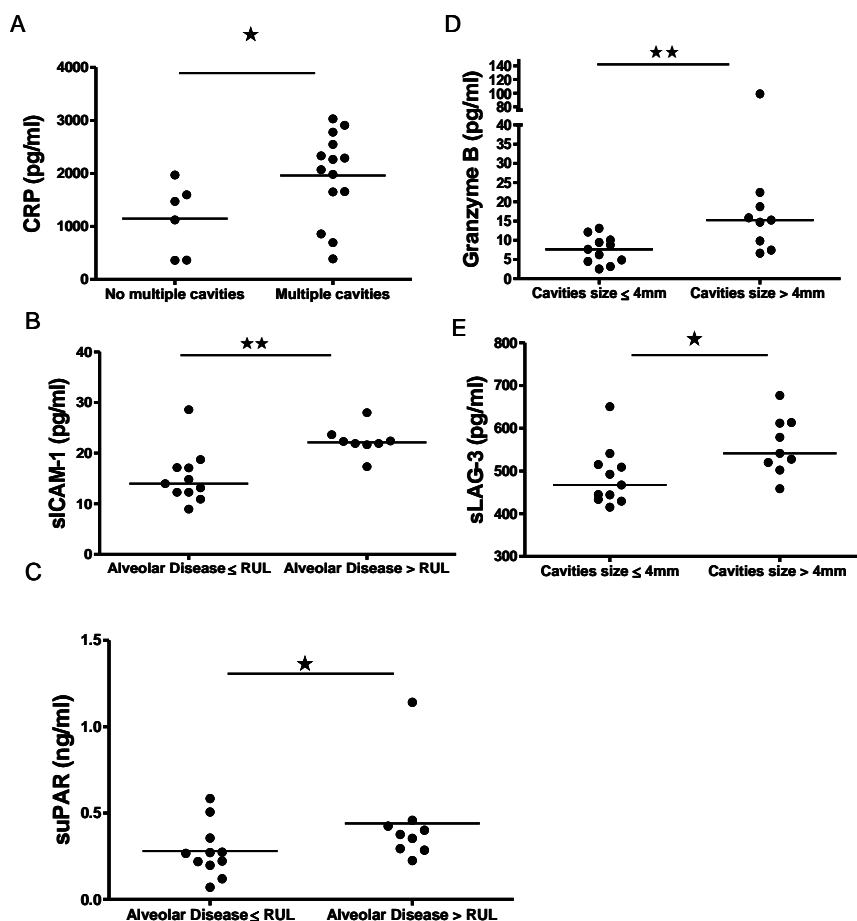 A
CRP (pg/ml)
4000
3000
2000
1000
0
No multiple cavities
Multiple cavities
B
sICAM-1 (pg/ml)
40
30
20
10
0
Alveolar Disease ≤ RUL
Alveolar Disease > RUL
C
suPAR (ng/ml)
1.5
1.0
0.5
0.0
Alveolar Disease ≤ RUL
Alveolar Disease > RUL
D
Granzyme B (pg/ml)
140
120
100
80
40
35
30
25
20
15
10
5
0
Cavities size ≤ 4mm
Cavities size > 4mm
E
sLAG-3 (pg/ml)
800
700
600
500
400
300
Cavities size ≤ 4mm
Cavities size > 4mm